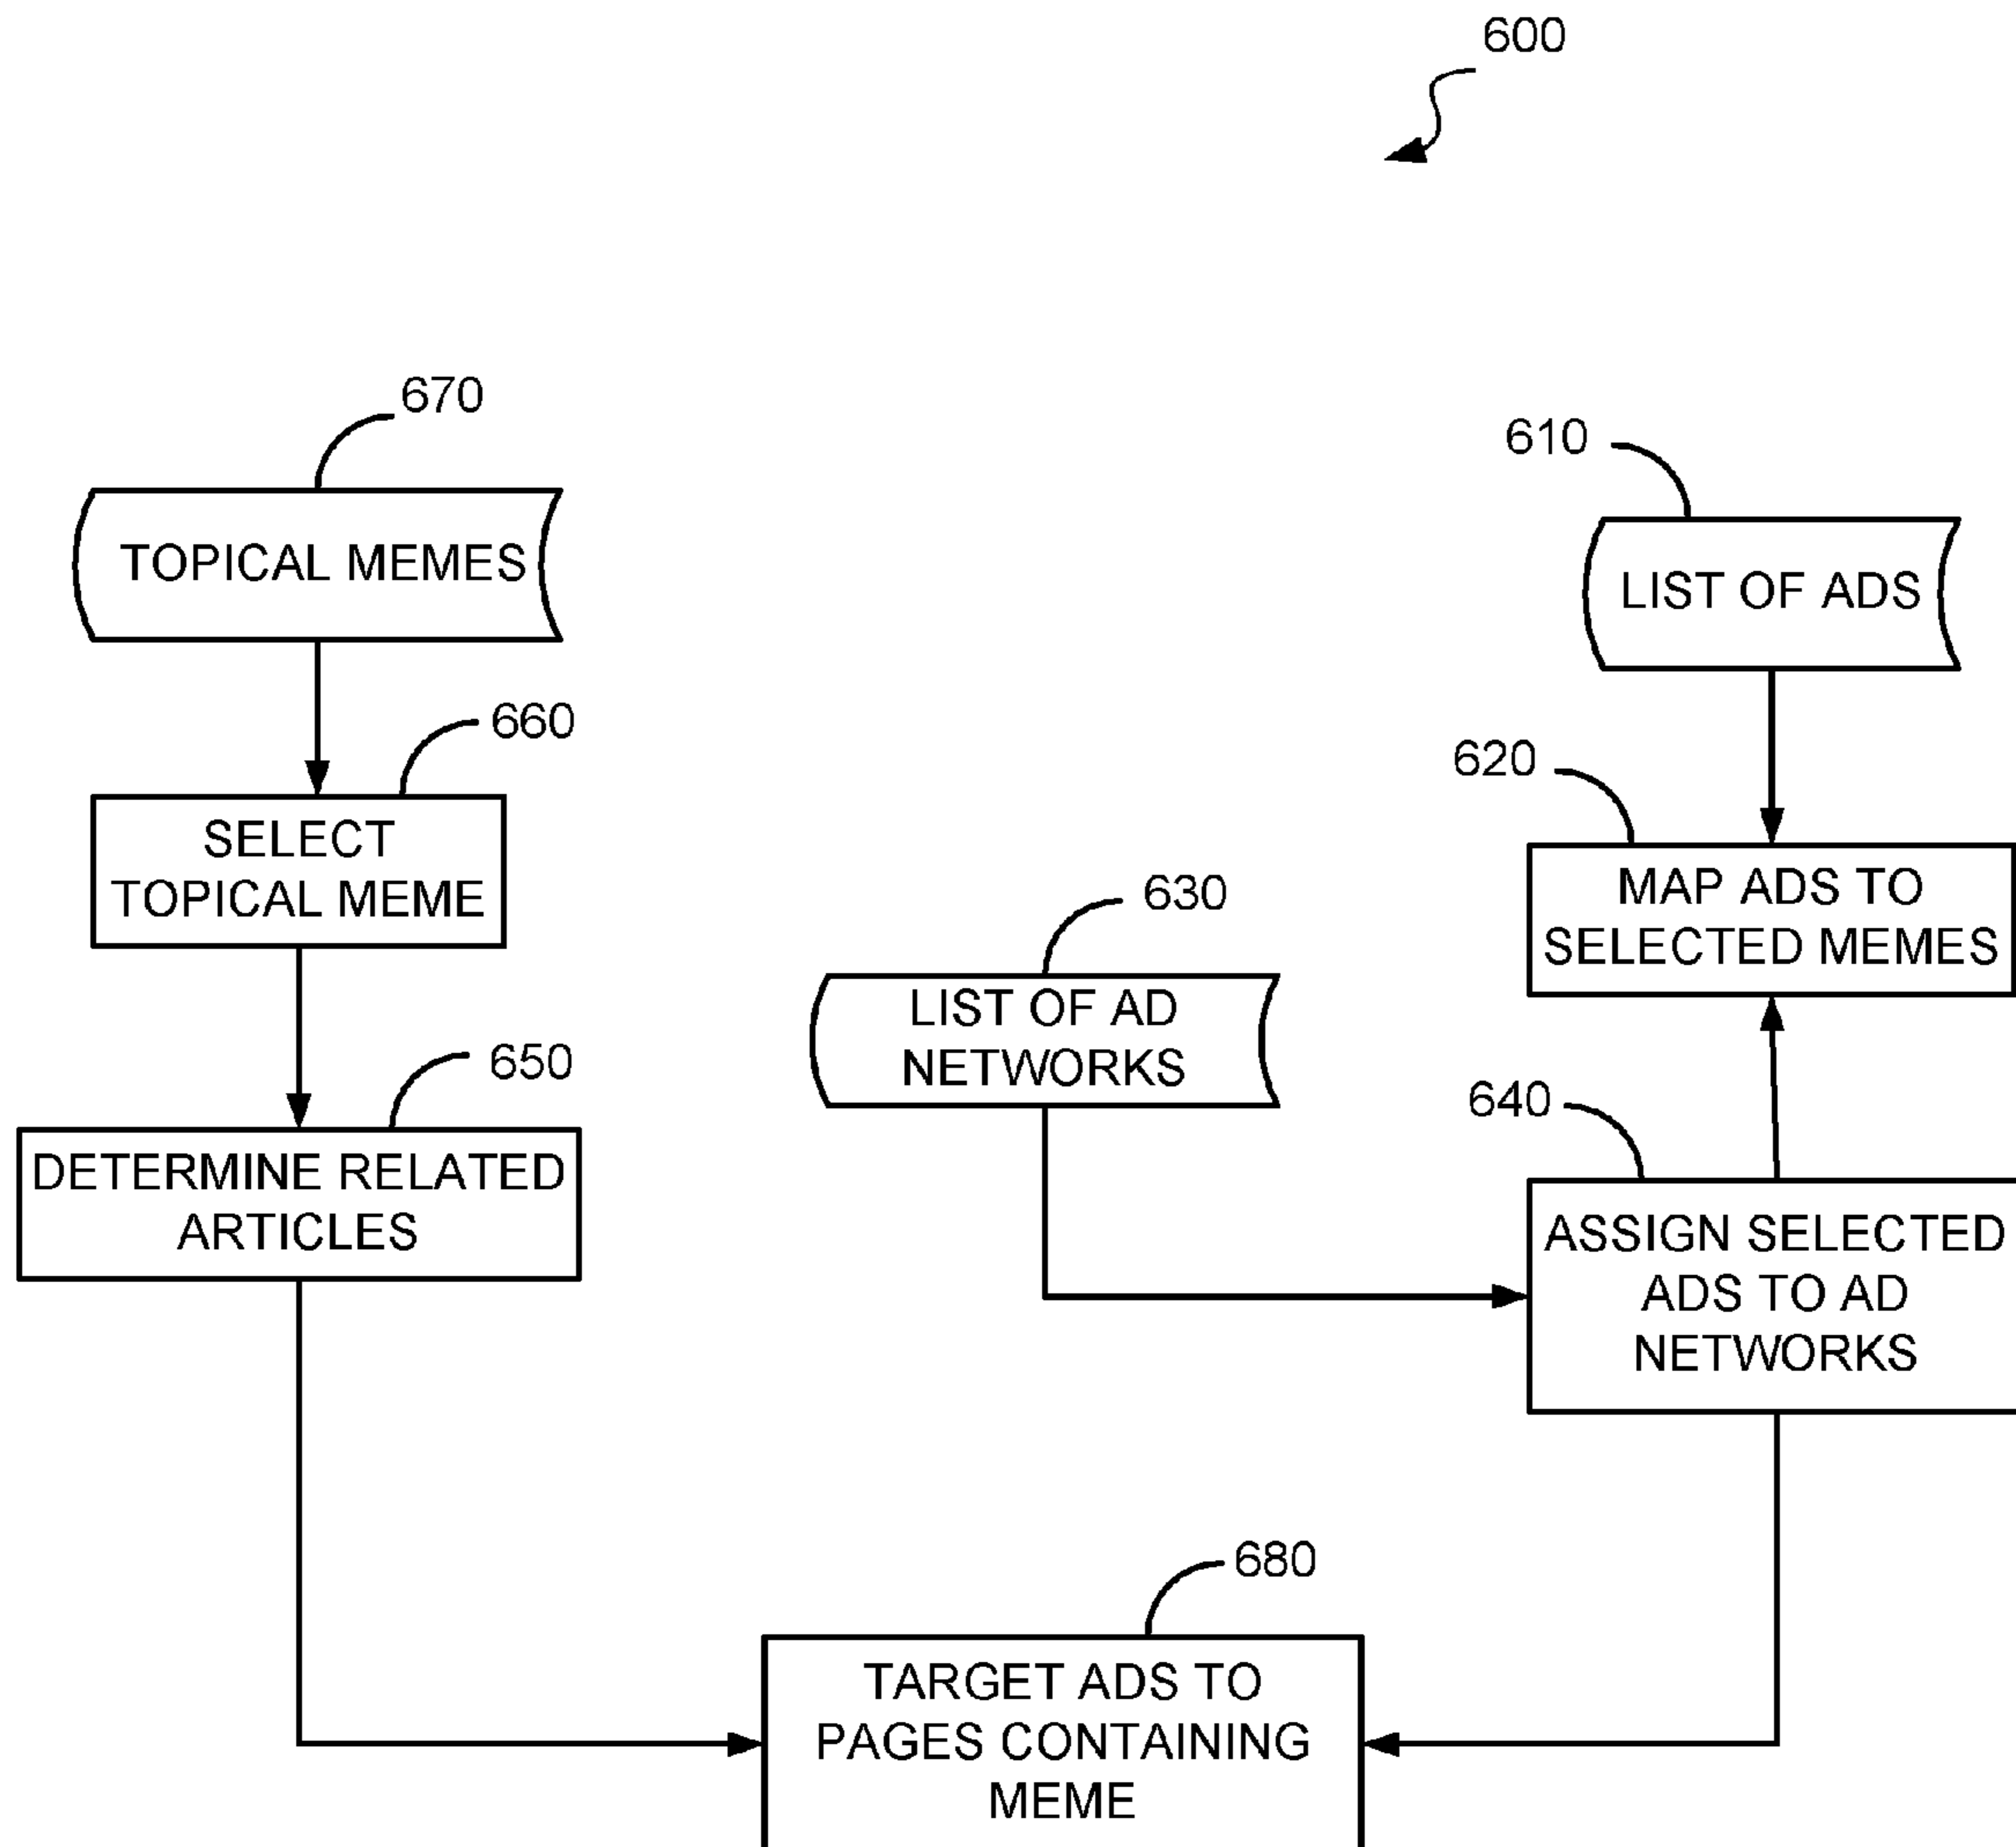 600
670
TOPICAL MEMES
610
LIST OF ADS
660
SELECT
TOPICAL MEME
620
MAP ADS TO
SELECTED MEMES
630
LIST OF AD
NETWORKS
650
DETERMINE RELATED
ARTICLES
640
ASSIGN SELECTED
ADS TO AD
NETWORKS
680
TARGET ADS TO
PAGES CONTAINING
MEME